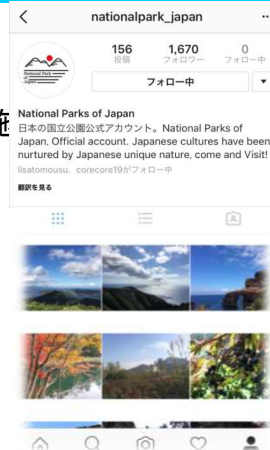 nationalpark_japan
156
1,670
0
投稿
フォロワー
フォロー中
フォロー中
National Park
of
Japan
National Parks of Japan
日本の国立公園公式アカウント。National Parks of
Japan, Official account. Japanese cultures have been
nurtured by Japanese unique nature, come and Visit!
lisatomousu、corecore19がフォロー中
翻訳を見る